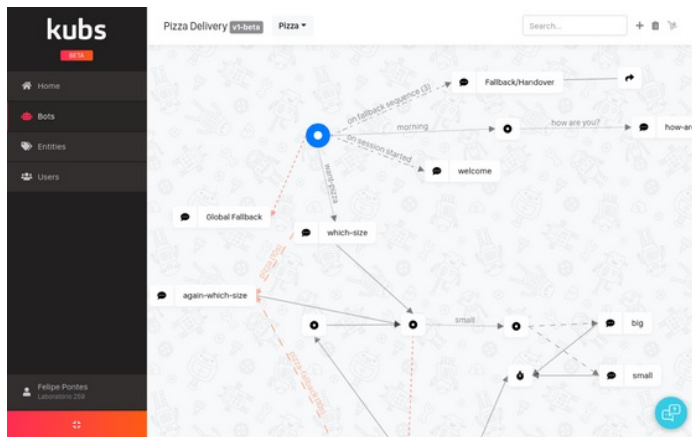 kubs
BETA
Home
Bots
Entities
Users
Felipe Pontes
Laboratório 259
Pizza Delivery v1-beta Pizza
Search...
on fallback sequence (3)
Fallback/Handover
morning
how are you?
how-are
on session started
welcome
want-pizza
Global Fallback
which-size
again-which-size
small
big
small